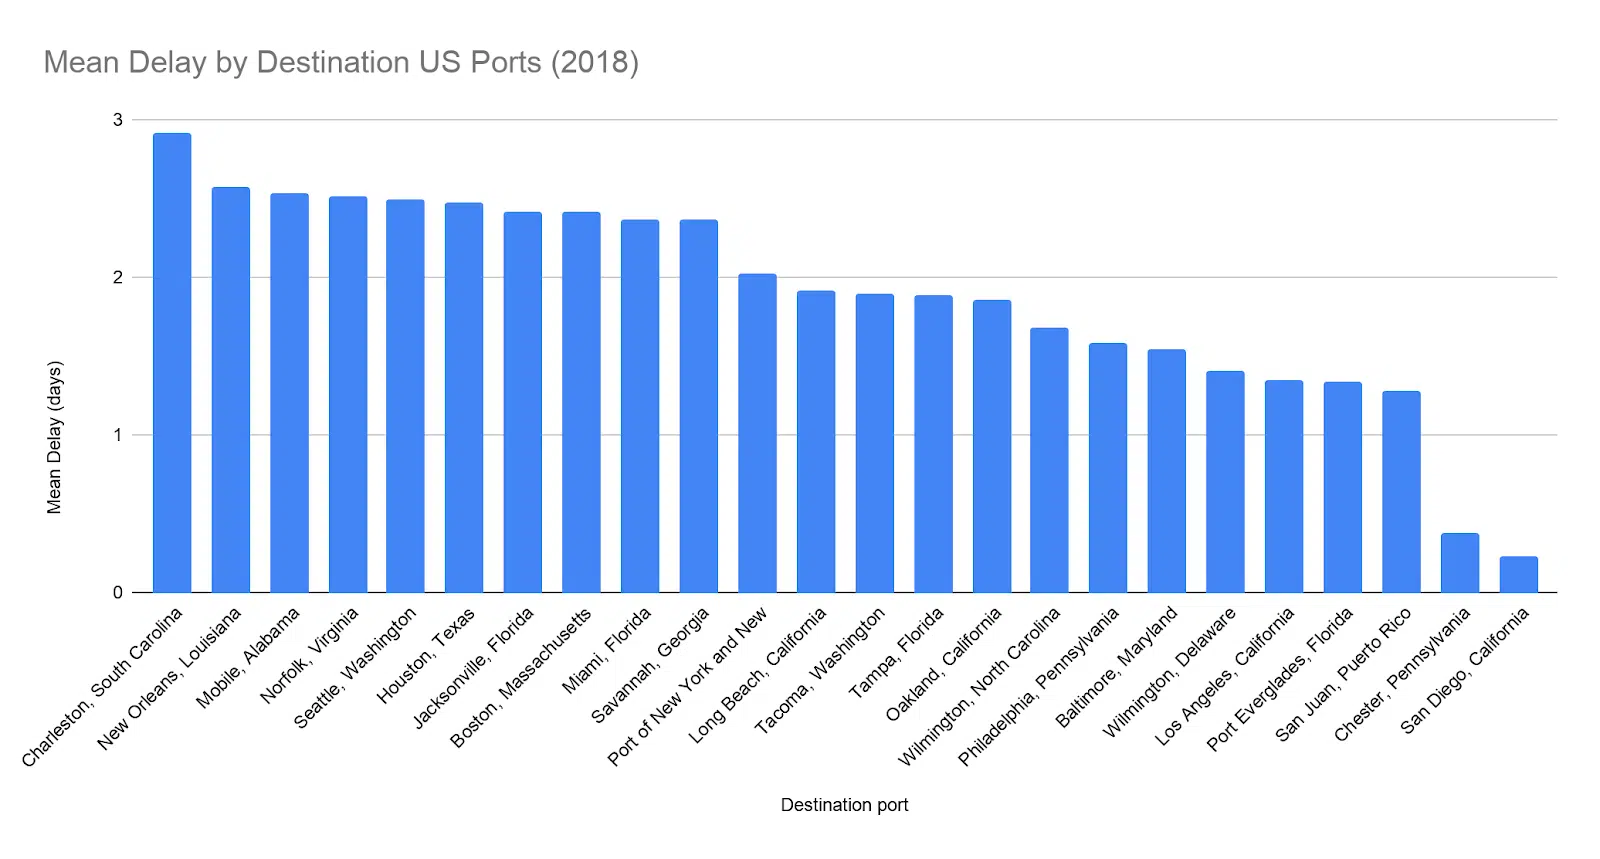 Mean Delay by Destination US Ports (2018)
Mean Delay (days)
3
2
1
0
Charleston, South Carolina
New Orleans, Louisiana
Mobile, Alabama
Norfolk, Virginia
Seattle, Washington
Houston, Texas
Jacksonville, Florida
Boston, Massachusetts
Miami, Florida
Savannah, Georgia
Port of New York and New
Long Beach, California
Tacoma, Washington
Tampa, Florida
Oakland, California
Wilmington, North Carolina
Philadelphia, Pennsylvania
Baltimore, Maryland
Wilmington, Delaware
Los Angeles, California
Port Everglades, Florida
San Juan, Puerto Rico
Chester, Pennsylvania
San Diego, California
Destination port